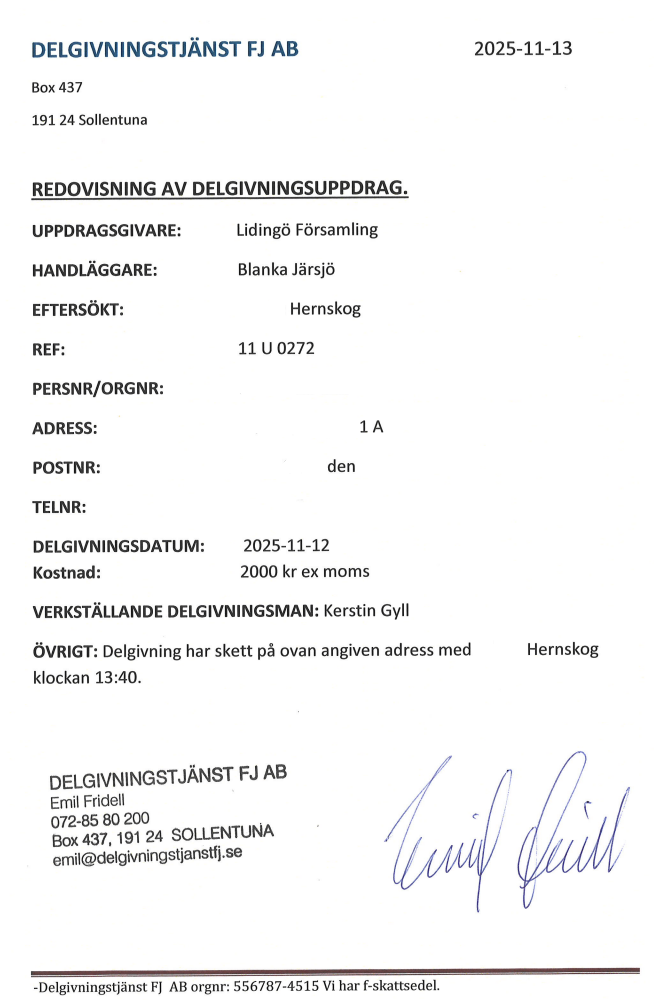 DELGIVNINGSTJÄNST FJ AB 2025-11-13
Box 437
191 24 Sollentuna
REDOVISNING AV DELGIVNINGSUPPDRAG.
UPPDRAGSGIVARE: Lidingö Församling
HANDLÄGGARE: Blanka Järsjö
EFTERSÖKT: Hernskog
REF: 11 U 0272
PERSNR/ORGNR:
ADRESS: 1 A
POSTNR: den
TELNR:
DELGIVNINGSDATUM: 2025-11-12
Kostnad: 2000 kr ex moms
VERKSTÄLLANDE DELGIVNINGSMAN: Kerstin Gyll
ÖVRIGT: Delgivning har skett på ovan angiven adress med Hernskog
klockan 13:40.
DELGIVNINGSTJÄNST FJ AB
Emil Fridell
072-85 80 200
Box 437, 191 24 SOLLENTUNA
emil@delgivningstjanstfj.se
-Delgivningstjänst FJ AB orgnr: 556787-4515 Vi har f-skattsedel.